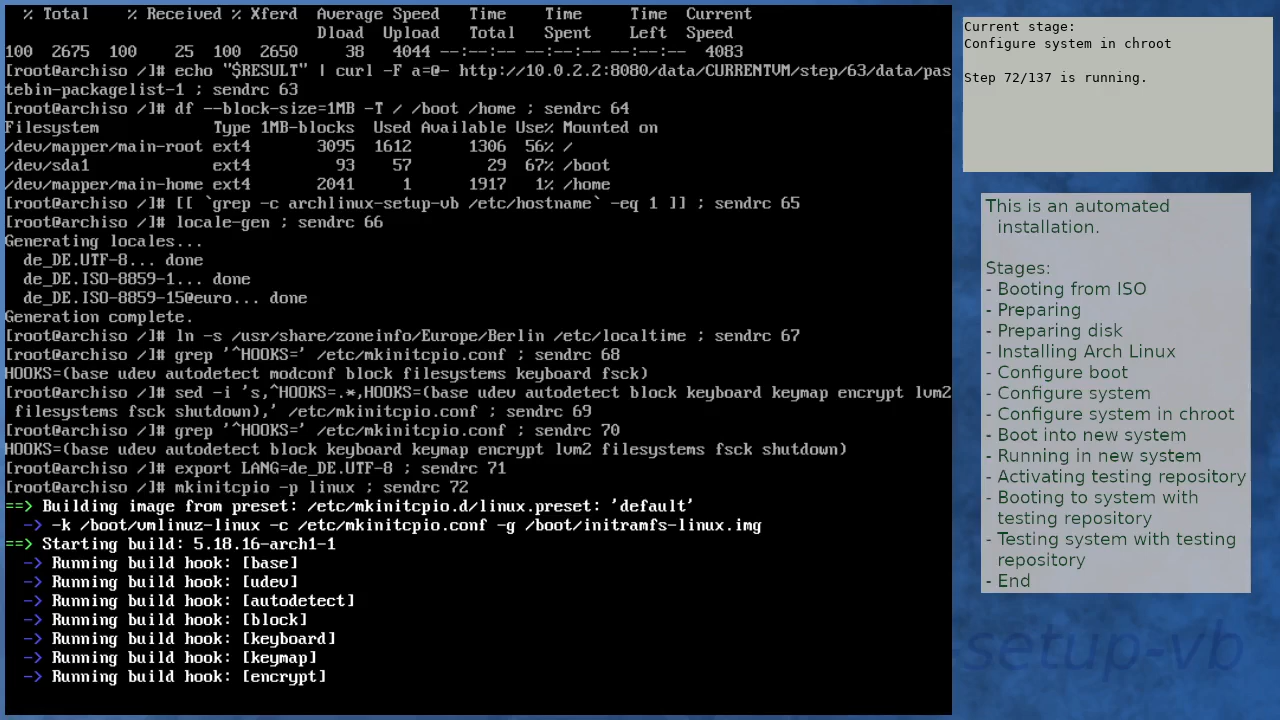 % Total    % Received % Xferd  Average Speed   Time    Time     Time  Current
                                 Dload  Upload   Total   Spent    Left  Speed
100  2675  100    25  100  2650     38   4044 --:--:-- --:--:-- --:--:--  4083
[root@archiso /]# echo "$RESULT" | curl -F a=@- http://10.0.2.2:8080/data/CURRENTVM/step/63/data/pas
tebin-packagelist-1 ; sendrc 63
[root@archiso /]# df --block-size=1MB -T / /boot /home ; sendrc 64
Filesystem            Type 1MB-blocks  Used Available Use% Mounted on
/dev/mapper/main-root ext4       3095  1612      1306  56% /
/dev/sda1             ext4         93    57        29  67% /boot
/dev/mapper/main-home ext4       2041     1      1917   1% /home
[root@archiso /]# [[ `grep -c archlinux-setup-vb /etc/hostname` -eq 1 ]] ; sendrc 65
[root@archiso /]# locale-gen ; sendrc 66
Generating locales...
  de_DE.UTF-8... done
  de_DE.ISO-8859-1... done
  de_DE.ISO-8859-15@euro... done
Generation complete.
[root@archiso /]# ln -s /usr/share/zoneinfo/Europe/Berlin /etc/localtime ; sendrc 67
[root@archiso /]# grep '^HOOKS=' /etc/mkinitcpio.conf ; sendrc 68
HOOKS=(base udev autodetect modconf block filesystems keyboard fsck)
[root@archiso /]# sed -i 's,^HOOKS=.*,HOOKS=(base udev autodetect block keyboard keymap encrypt lvm2
 filesystems fsck shutdown),' /etc/mkinitcpio.conf ; sendrc 69
[root@archiso /]# grep '^HOOKS=' /etc/mkinitcpio.conf ; sendrc 70
HOOKS=(base udev autodetect block keyboard keymap encrypt lvm2 filesystems fsck shutdown)
[root@archiso /]# export LANG=de_DE.UTF-8 ; sendrc 71
[root@archiso /]# mkinitcpio -p linux ; sendrc 72
==> Building image from preset: /etc/mkinitcpio.d/linux.preset: 'default'
  -> -k /boot/vmlinuz-linux -c /etc/mkinitcpio.conf -g /boot/initramfs-linux.img
==> Starting build: 5.18.16-arch1-1
  -> Running build hook: [base]
  -> Running build hook: [udev]
  -> Running build hook: [autodetect]
  -> Running build hook: [block]
  -> Running build hook: [keyboard]
  -> Running build hook: [keymap]
  -> Running build hook: [encrypt]
Current stage:
Configure system in chroot
Step 72/137 is running.
This is an automated
installation.
Stages:
- Booting from ISO
- Preparing
- Preparing disk
- Installing Arch Linux
- Configure boot
- Configure system
- Configure system in chroot
- Boot into new system
- Running in new system
- Activating testing repository
- Booting to system with
testing repository
- Testing system with testing
repository
- End
-setup-vb